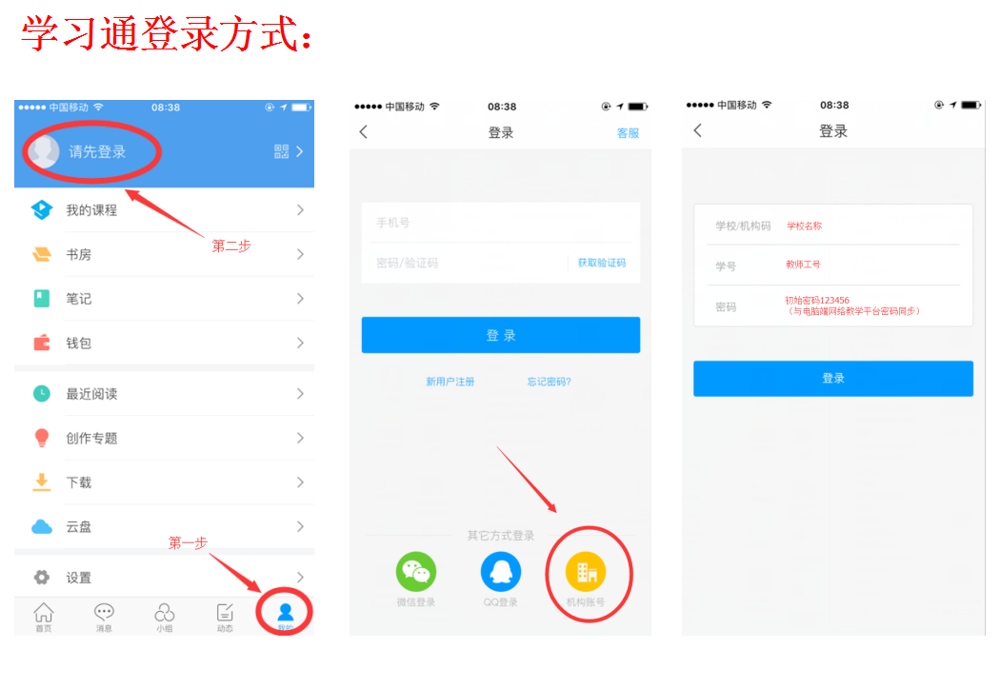 学习通登录方式：
中国移动
08:38
请先登录
我的课程
第二步
书房
笔记
钱包
最近阅读
创作专题
下载
云盘
第一步
设置
首页
消息
小组
动态
我的
中国移动
08:38
登录
客服
手机号
密码/验证码
获取验证码
登 录
新用户注册
忘记密码?
其它方式登录
微信登录
QQ登录
机构账号
中国移动
08:38
登录
学校/机构码
学校名称
学号
教师工号
密码
初始密码123456
（与电脑端网络教学平台密码同步）
登录